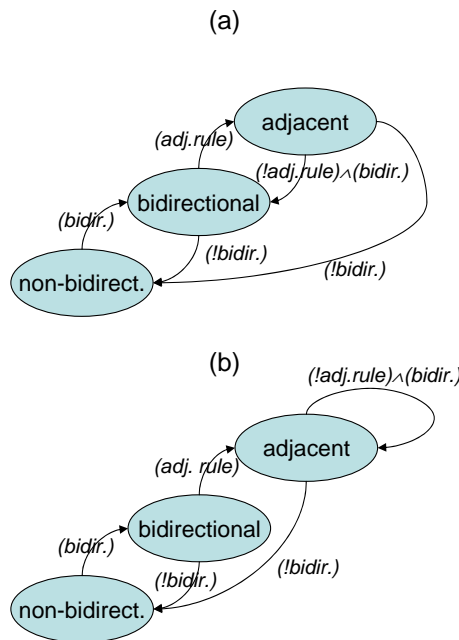 (a)
adjacent
(adj.rule)
(!adj.rule)∧(bidir.)
bidirectional
(bidir.)
(!bidir.)
(!bidir.)
non-bidirect.
(b)
(!adj.rule)∧(bidir.)
adjacent
(adj. rule)
bidirectional
(bidir.)
(!bidir.)
(!bidir.)
non-bidirect.